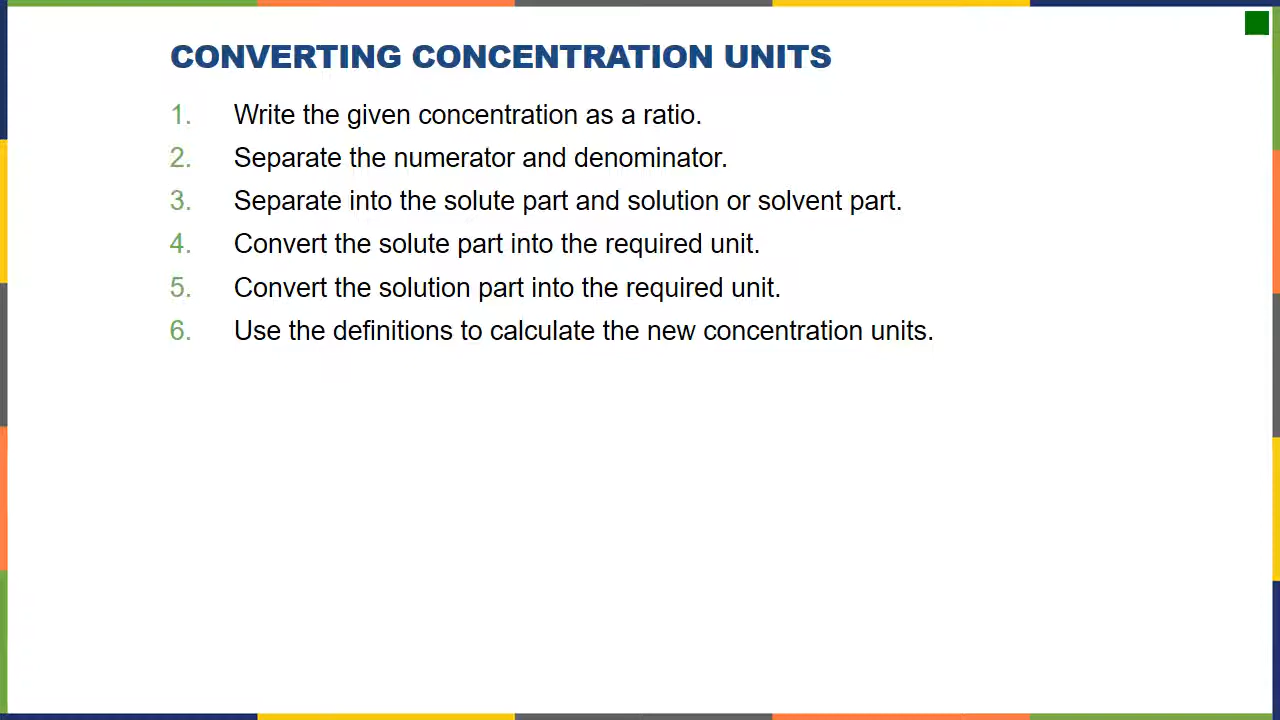 CONVERTING CONCENTRATION UNITS
1. Write the given concentration as a ratio.
2. Separate the numerator and denominator.
3. Separate into the solute part and solution or solvent part.
4. Convert the solute part into the required unit.
5. Convert the solution part into the required unit.
6. Use the definitions to calculate the new concentration units.